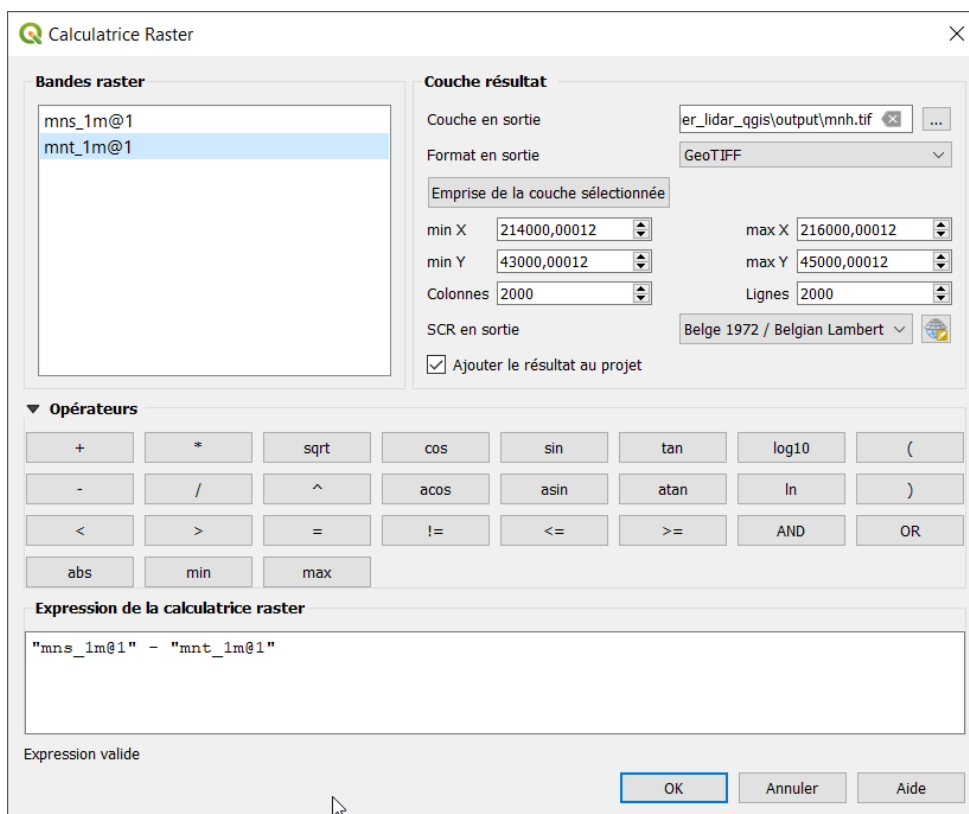 Calculatrice Raster
Bandes raster
mns_1m@1
mnt_1m@1
Couche résultat
Couche en sortie er_lidar_qgis\output\mnh.tif ...
Format en sortie GeoTIFF
Emprise de la couche sélectionnée
min X 214000,00012 max X 216000,00012
min Y 43000,00012 max Y 45000,00012
Colonnes 2000 Lignes 2000
SCR en sortie Belge 1972 / Belgian Lambert
Ajouter le résultat au projet
Opérateurs
+ * sqrt cos sin tan log10 (
- / ^ acos asin atan ln )
< > = != <= >= AND OR
abs min max
Expression de la calculatrice raster
"mns_1m@1" - "mnt_1m@1"
Expression valide
OK Annuler Aide